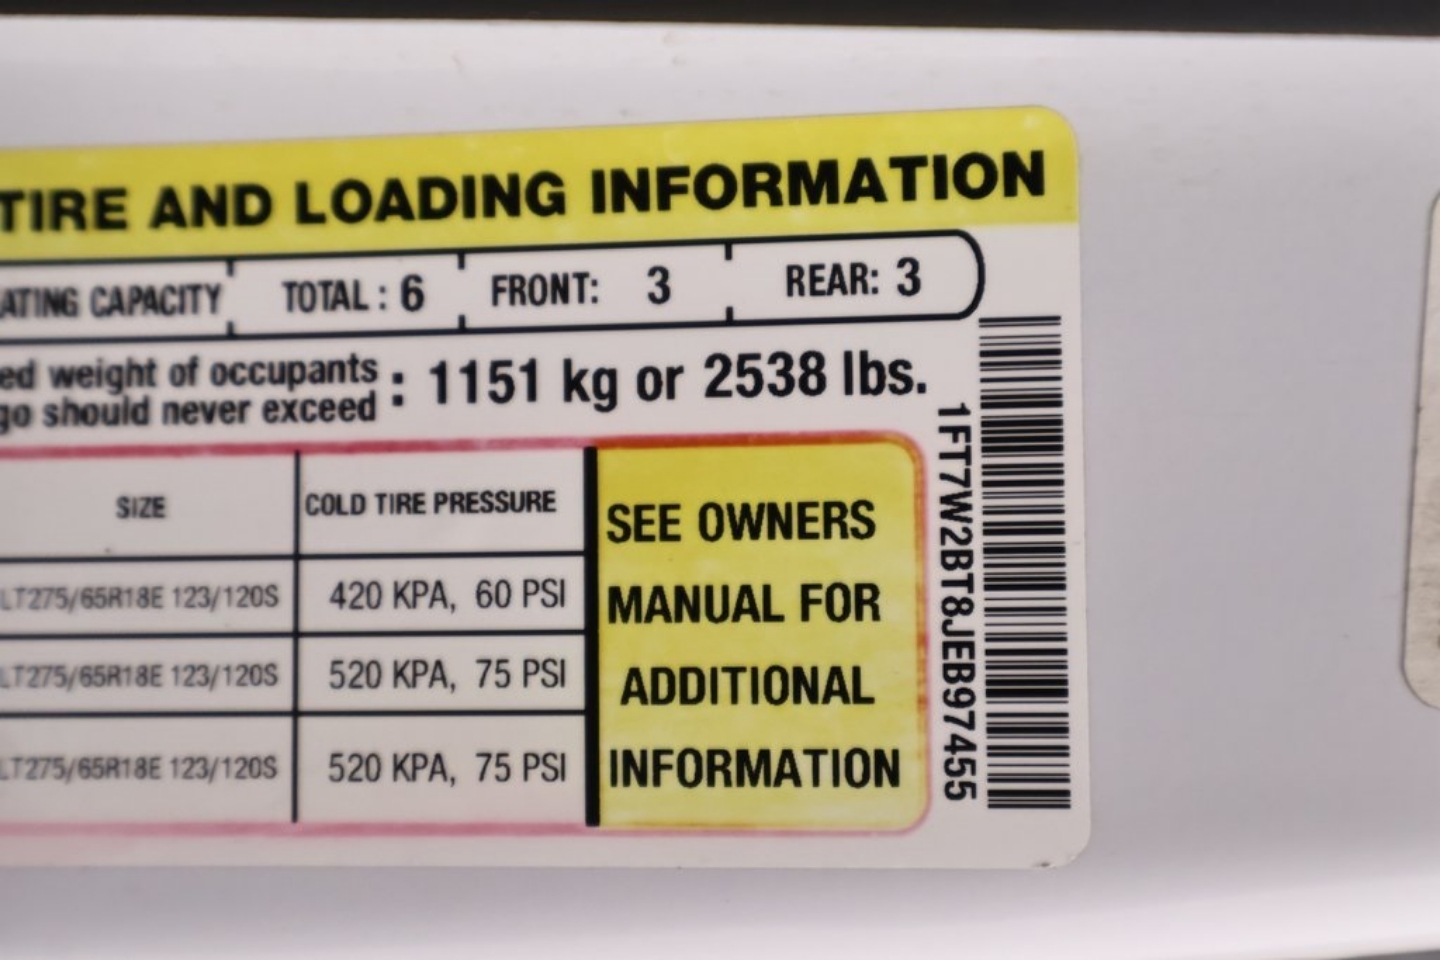 TIRE AND LOADING INFORMATION
ATING CAPACITY TOTAL : 6 FRONT: 3 REAR: 3
ed weight of occupants
go should never exceed : 1151 kg or 2538 lbs.
SIZE COLD TIRE PRESSURE
LT275/65R18E 123/120S 420 KPA, 60 PSI
LT275/65R18E 123/120S 520 KPA, 75 PSI
LT275/65R18E 123/120S 520 KPA, 75 PSI
SEE OWNERS
MANUAL FOR
ADDITIONAL
INFORMATION
1FT7W2BT8JEB97455